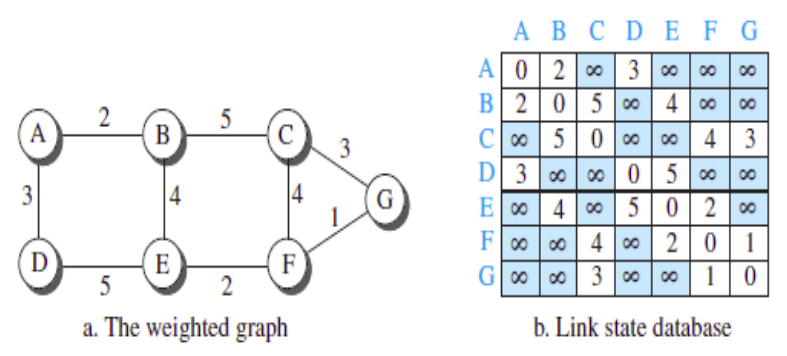 A 2 B 5 C 3 G
3 4 4 1
D 5 E 2 F
a. The weighted graph
A B C D E F G
A 0 2 ∞ 3 ∞ ∞ ∞
B 2 0 5 ∞ 4 ∞ ∞
C ∞ 5 0 ∞ ∞ 4 3
D 3 ∞ ∞ 0 5 ∞ ∞
E ∞ 4 ∞ 5 0 2 ∞
F ∞ ∞ 4 ∞ 2 0 1
G ∞ ∞ 3 ∞ ∞ 1 0
b. Link state database